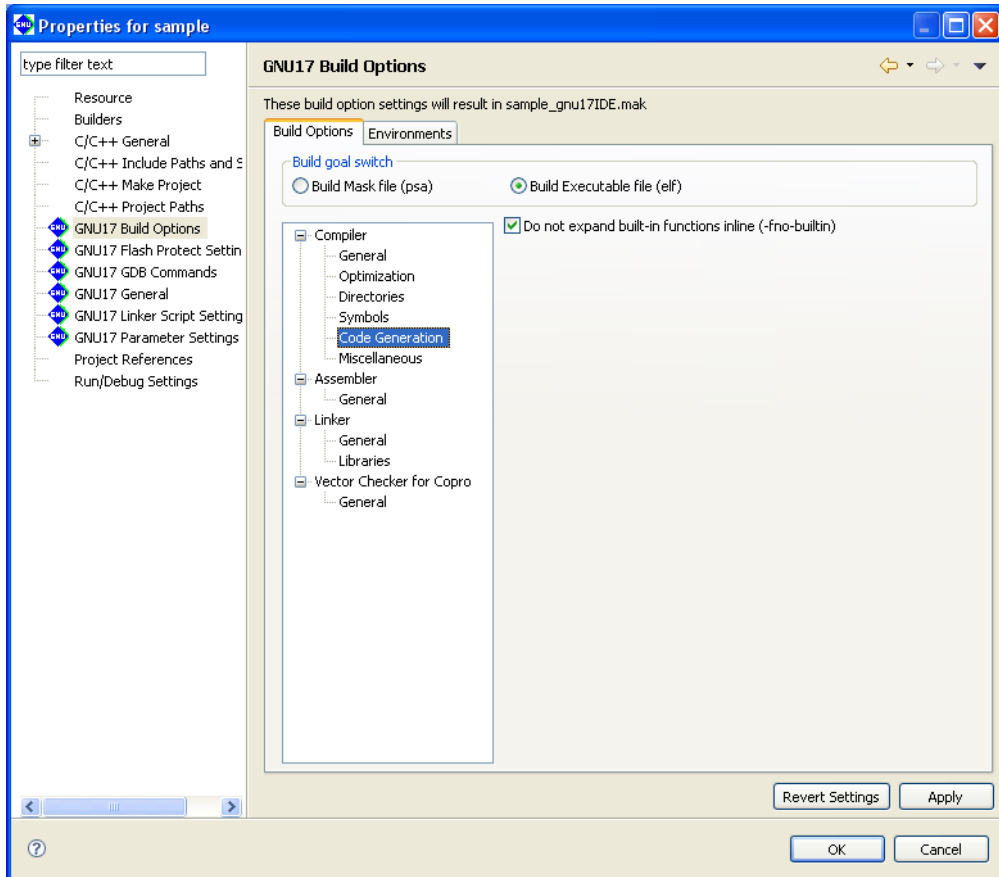 Properties for sample
type filter text
Resource
Builders
C/C++ General
C/C++ Include Paths and S
C/C++ Make Project
C/C++ Project Paths
GNU17 Build Options
GNU17 Flash Protect Settin
GNU17 GDB Commands
GNU17 General
GNU17 Linker Script Setting
GNU17 Parameter Settings
Project References
Run/Debug Settings
GNU17 Build Options
These build option settings will result in sample_gnu17IDE.mak
Build Options Environments
Build goal switch
Build Mask file (psa) Build Executable file (elf)
Compiler
General
Optimization
Directories
Symbols
Code Generation
Miscellaneous
Assembler
General
Linker
General
Libraries
Vector Checker for Copro
General
Do not expand built-in functions inline (-fno-builtin)
Revert Settings Apply
OK Cancel